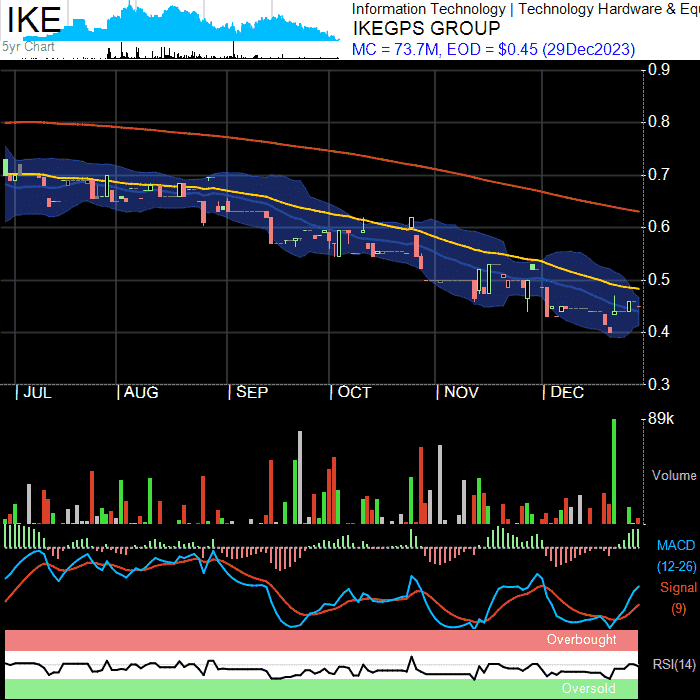 IKE
5yr Chart
Information Technology | Technology Hardware & Equ
IKEGPS GROUP
MC = 73.7M, EOD = $0.45 (29Dec2023)
0.9
0.8
0.7
0.6
0.5
0.4
0.3
| JUL | AUG | SEP | OCT | NOV | DEC
89k
Volume
MACD
(12-26)
Signal
(9)
Overbought
RSI(14)
Oversold